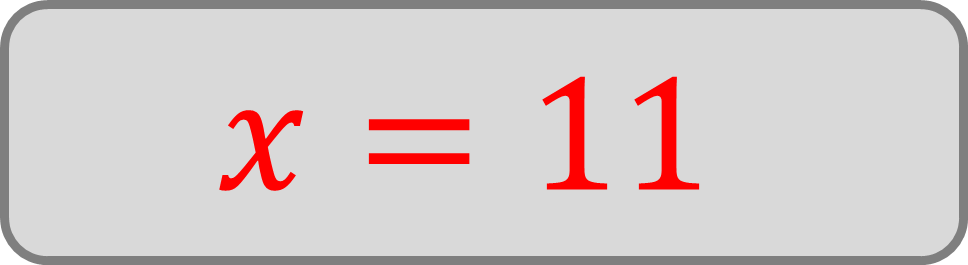 x = 11